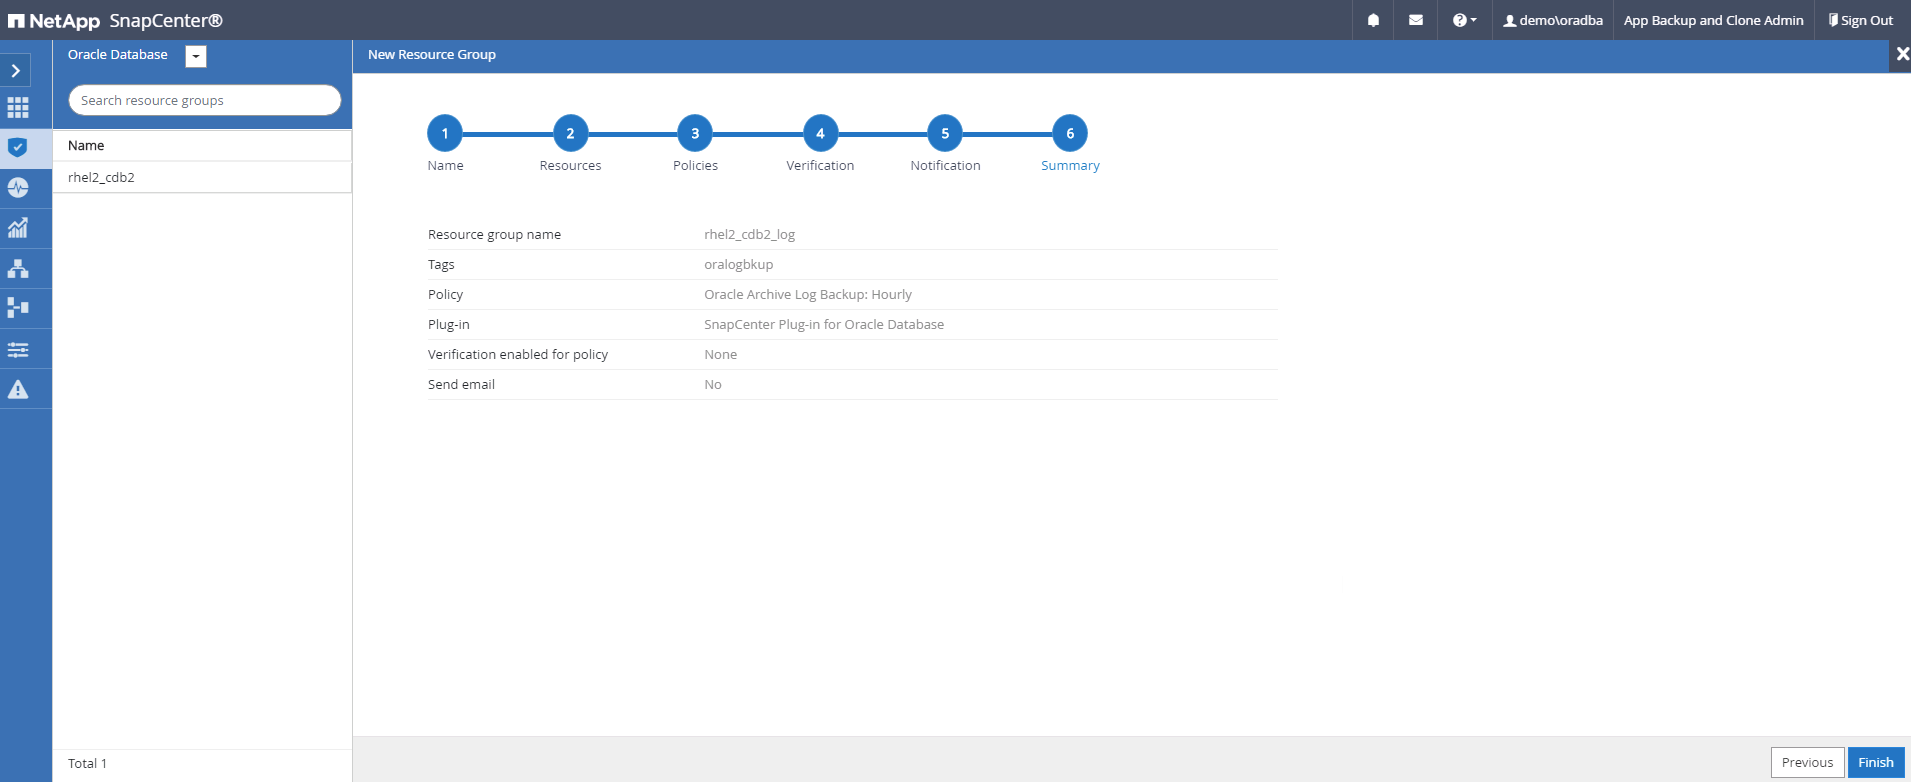 NetApp SnapCenter®
demo\oradba
App Backup and Clone Admin
Sign Out
Oracle Database
Search resource groups
Name
rhel2_cdb2
Total 1
New Resource Group
1 2 3 4 5 6
Name Resources Policies Verification Notification Summary
Resource group name rhel2_cdb2_log
Tags oralogbkup
Policy Oracle Archive Log Backup: Hourly
Plug-in SnapCenter Plug-in for Oracle Database
Verification enabled for policy None
Send email No
Previous Finish